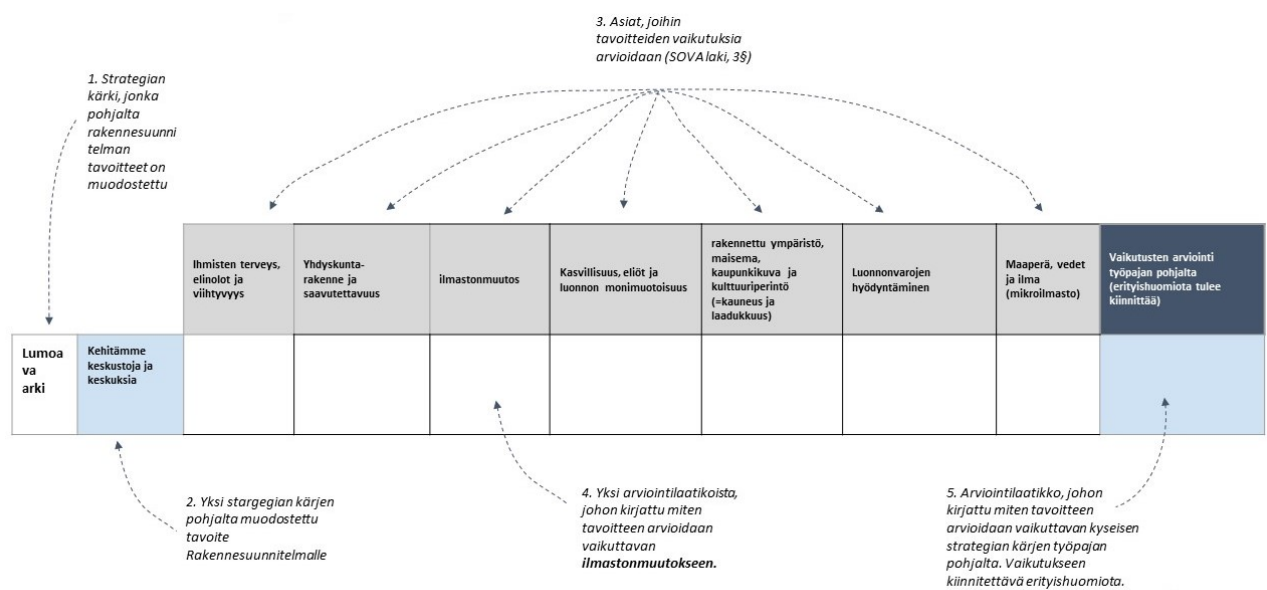 3. Asiat, joihin
tavoitteiden vaikutuksia
arvioidaan (SOVA laki, 3§)
1. Strategian
kärki, jonka
pohjalta
rakennesuunni
telman
tavoitteet on
muodostettu
Ihmisten terveys,
elinolot ja
viihtyvyys
Yhdyskunta-
rakenne ja
saavutettavuus
ilmastonmuutos
Kasvillisuus, eliöt ja
luonnon monimuotoisuus
rakennettu ympäristö,
maisema,
kaupunkikuva ja
kulttuuriperintö
(=kauneus ja
laadukkuus)
Luonnonvarojen
hyödyntäminen
Maaperä, vedet
ja ilma
(mikroilmasto)
Vaikutusten arviointi
työpajan pohjalta
(erityishuomiota tulee
kiinnittää)
Lumoa
va
arki
Kehitämme
keskustoja ja
keskuksia
2. Yksi stargegian kärjen
pohjalta muodostettu
tavoite
Rakennesuunnitelmalle
4. Yksi arviointilaatikoista,
johon kirjattu miten
tavoitteen arvioidaan
vaikuttavan
ilmastonmuutokseen.
5. Arviointilaatikko, johon
kirjattu miten tavoitteen
arvioidaan vaikuttavan kyseisen
strategian kärjen työpajan
pohjalta. Vaikutukseen
kiinnitettävä erityishuomiota.